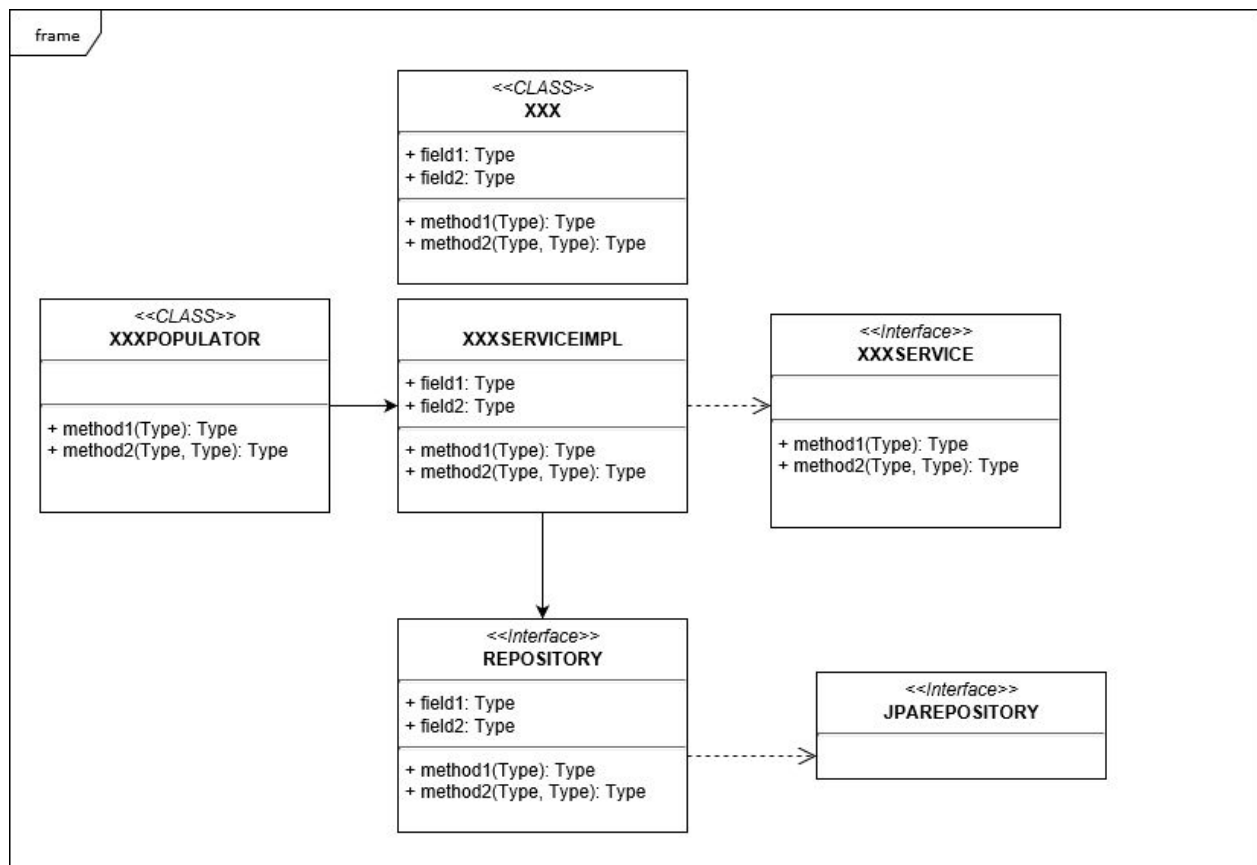 frame
<<CLASS>>
XXX
+ field1: Type
+ field2: Type
+ method1(Type): Type
+ method2(Type, Type): Type
<<CLASS>>
XXXPOPULATOR
+ method1(Type): Type
+ method2(Type, Type): Type
XXXSERVICEIMPL
+ field1: Type
+ field2: Type
+ method1(Type): Type
+ method2(Type, Type): Type
<<Interface>>
XXXSERVICE
+ method1(Type): Type
+ method2(Type, Type): Type
<<Interface>>
REPOSITORY
+ field1: Type
+ field2: Type
+ method1(Type): Type
+ method2(Type, Type): Type
<<Interface>>
JPAREPOSITORY